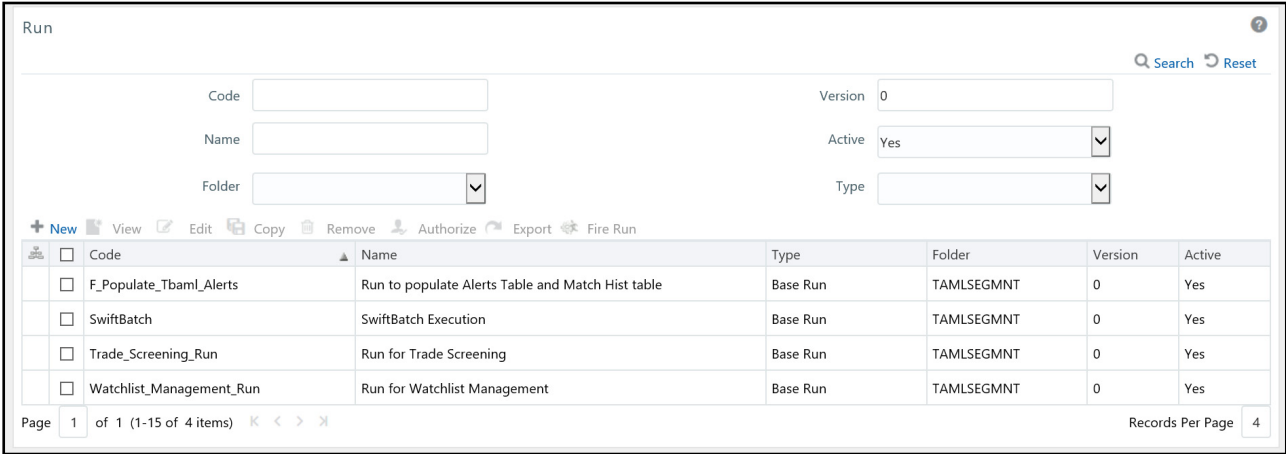 Run
Search Reset
Code Version 0
Name Active Yes
Folder Type
New View Edit Copy Remove Authorize Export Fire Run
Code Name Type Folder Version Active
F_Populate_Tbaml_Alerts Run to populate Alerts Table and Match Hist table Base Run TAMLSEGMNT 0 Yes
SwiftBatch SwiftBatch Execution Base Run TAMLSEGMNT 0 Yes
Trade_Screening_Run Run for Trade Screening Base Run TAMLSEGMNT 0 Yes
Watchlist_Management_Run Run for Watchlist Management Base Run TAMLSEGMNT 0 Yes
Page 1 of 1 (1-15 of 4 items) Records Per Page 4